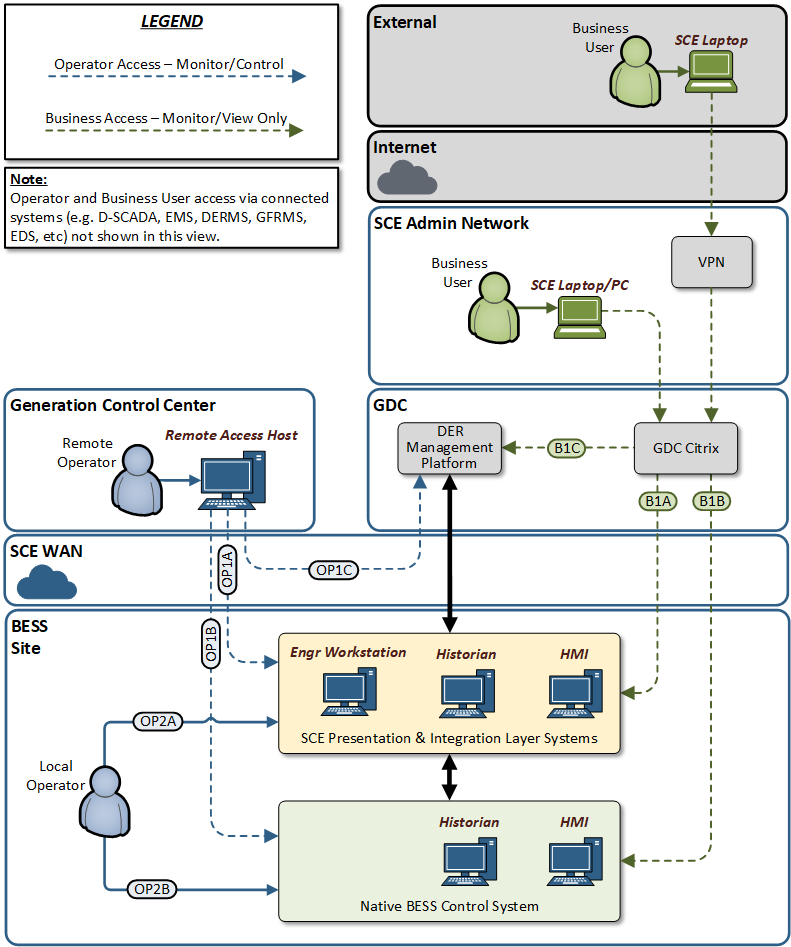 LEGEND
Operator Access – Monitor/Control
Business Access – Monitor/View Only
Note:
Operator and Business User access via connected
systems (e.g. D-SCADA, EMS, DERMS, GFRMS,
EDS, etc) not shown in this view.
External
Business
User
SCE Laptop
Internet
SCE Admin Network
VPN
Business
User
SCE Laptop/PC
Generation Control Center
Remote
Operator
Remote Access Host
GDC
DER
Management
Platform
B1C
GDC Citrix
B1A
B1B
SCE WAN
OP1A
OP1C
BESS
Site
OP1B
Engr Workstation
Historian
HMI
SCE Presentation & Integration Layer Systems
OP2A
Local
Operator
OP2B
Historian
HMI
Native BESS Control System